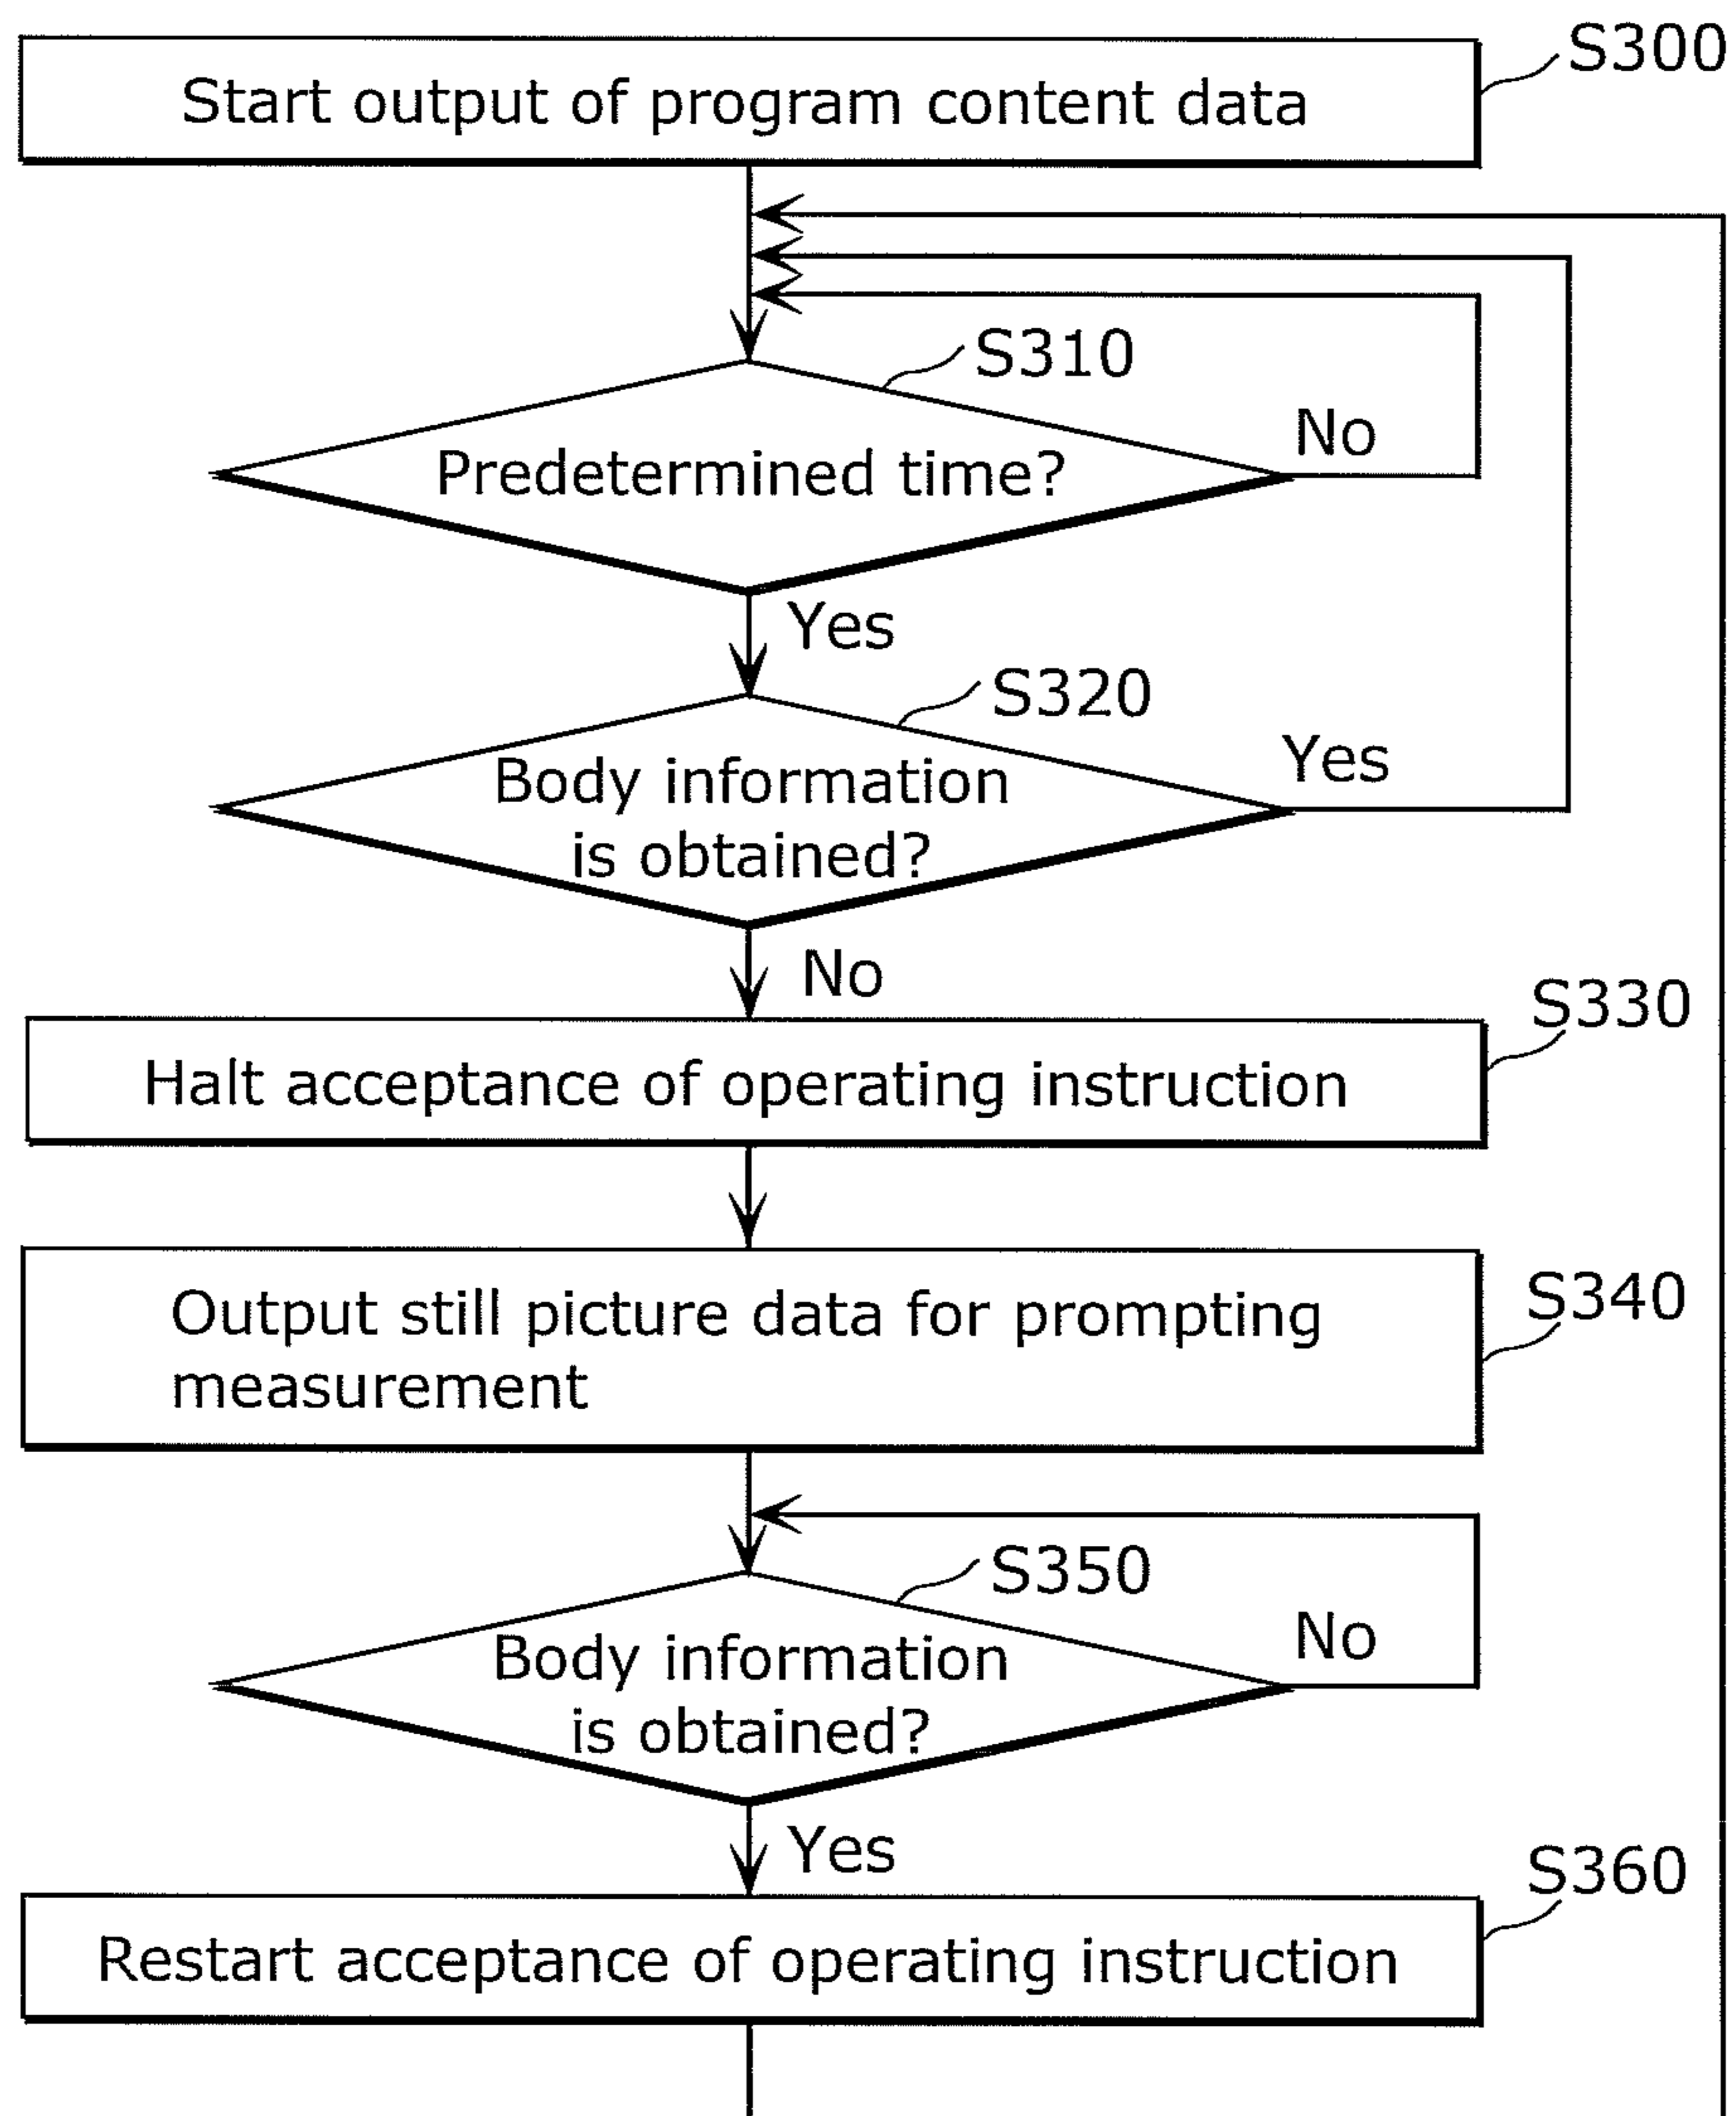 S300
Start output of program content data
S310
No
Predetermined time?
Yes
S320
Yes
Body information
is obtained?
No
S330
Halt acceptance of operating instruction
S340
Output still picture data for prompting
measurement
S350
No
Body information
is obtained?
Yes
S360
Restart acceptance of operating instruction